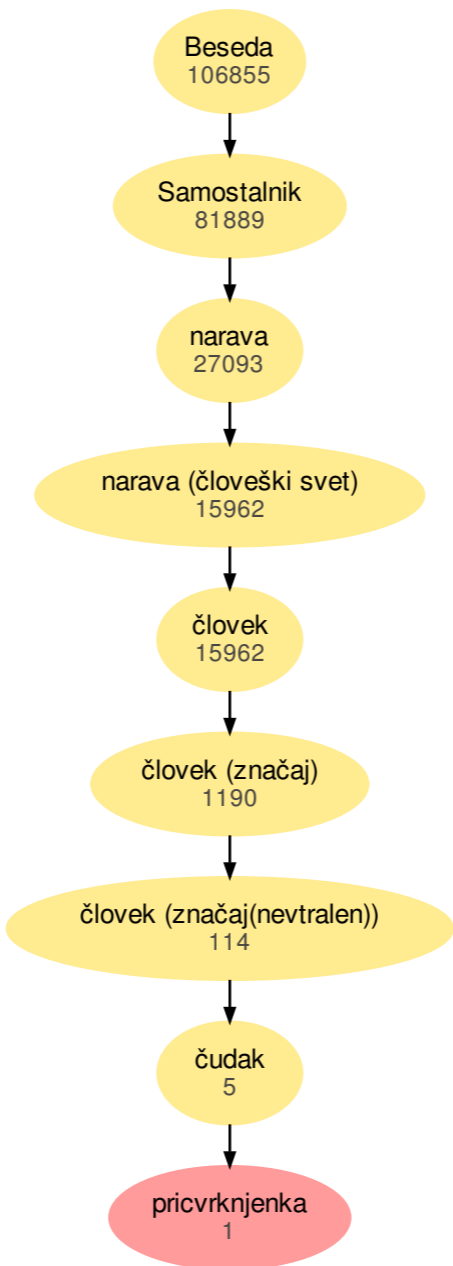 Beseda
106855
Samostalnik
81889
narava
27093
narava (človeški svet)
15962
človek
15962
človek (značaj)
1190
človek (značaj(nevtralen))
114
čudak
5
pricvrknjenka
1